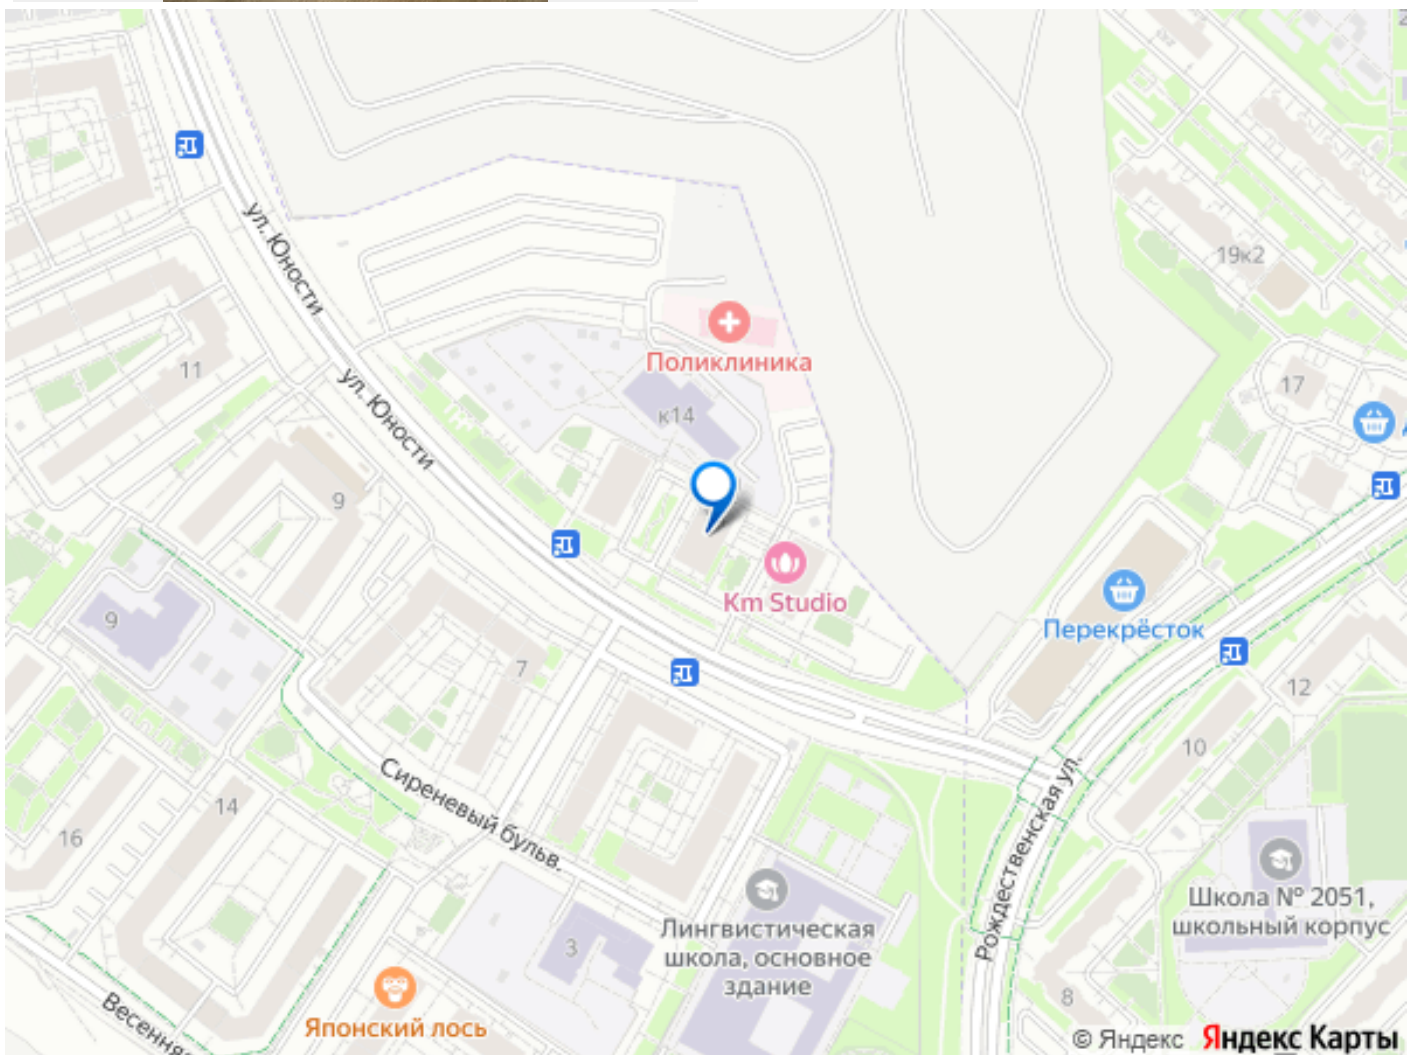 ул. Юности
19к2
Поликлиника
11
ул. Юности
17
к14
9
Km Studio
9
Перекрёсток
7
12
10
Сиреневый бульв.
14
16
Рождественская ул.
Школа № 2051,
школьный корпус
Лингвистическая
школа, основное
здание
3
8
Японский лось
Весенняя
© Яндекс Яндекс Карты